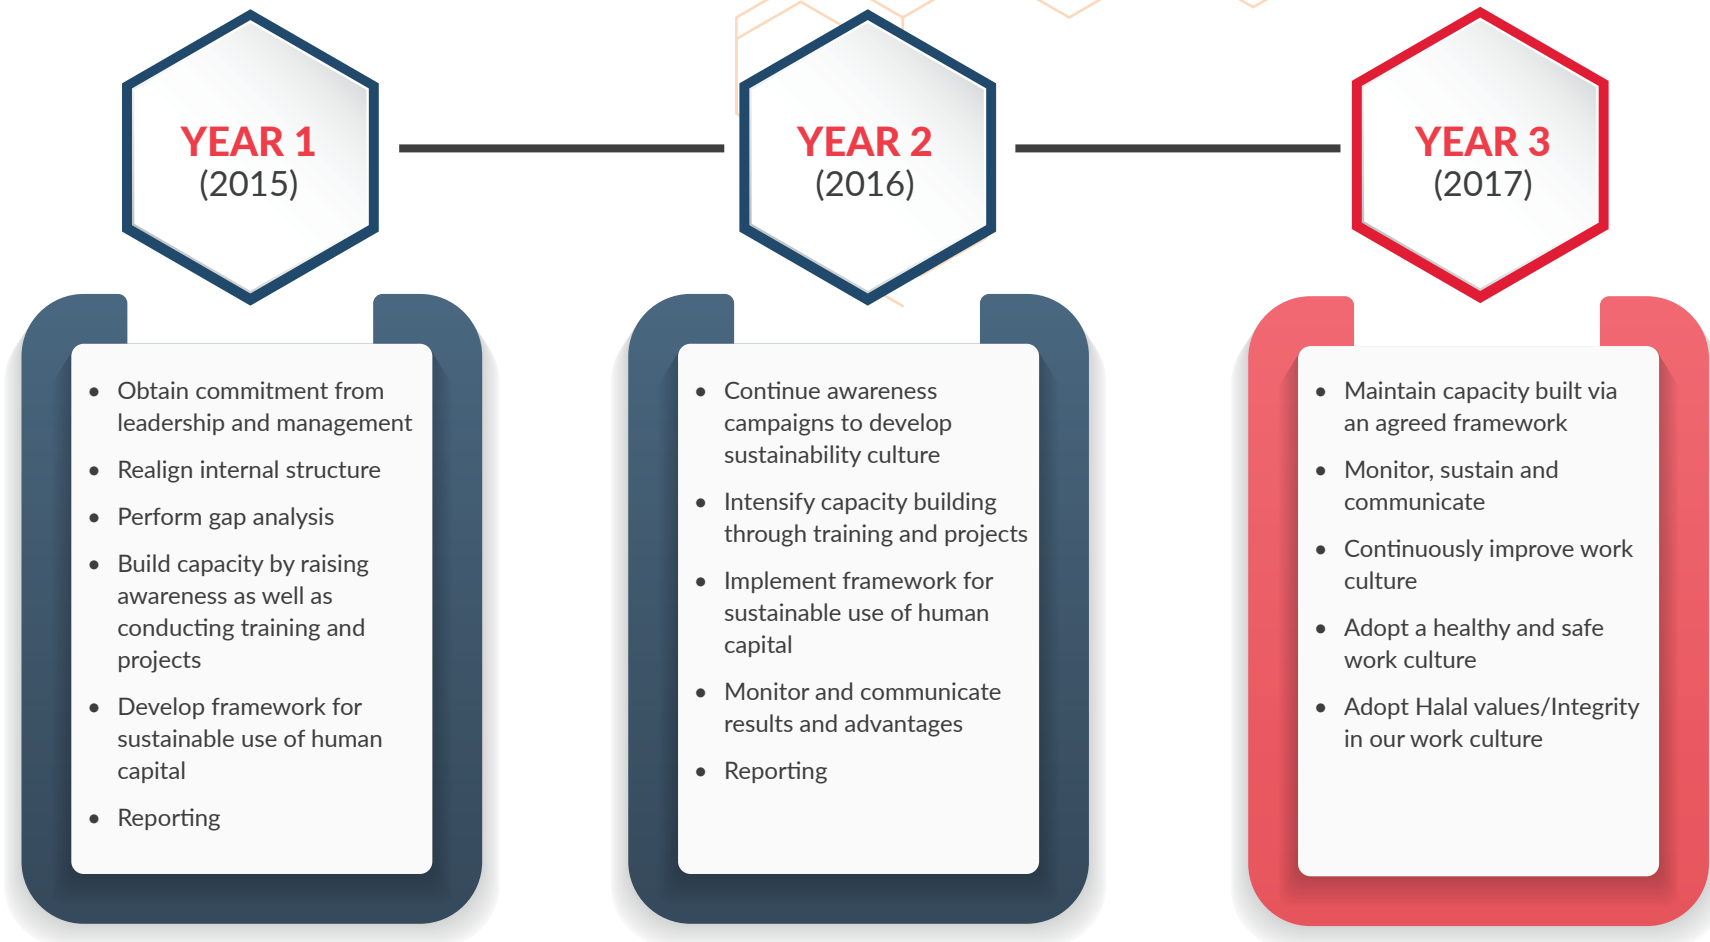 YEAR 1
(2015)
• Obtain commitment from
leadership and management
• Realign internal structure
• Perform gap analysis
• Build capacity by raising
awareness as well as
conducting training and
projects
• Develop framework for
sustainable use of human
capital
• Reporting
YEAR 2
(2016)
• Continue awareness
campaigns to develop
sustainability culture
• Intensify capacity building
through training and projects
• Implement framework for
sustainable use of human
capital
• Monitor and communicate
results and advantages
• Reporting
YEAR 3
(2017)
• Maintain capacity built via
an agreed framework
• Monitor, sustain and
communicate
• Continuously improve work
culture
• Adopt a healthy and safe
work culture
• Adopt Halal values/Integrity
in our work culture